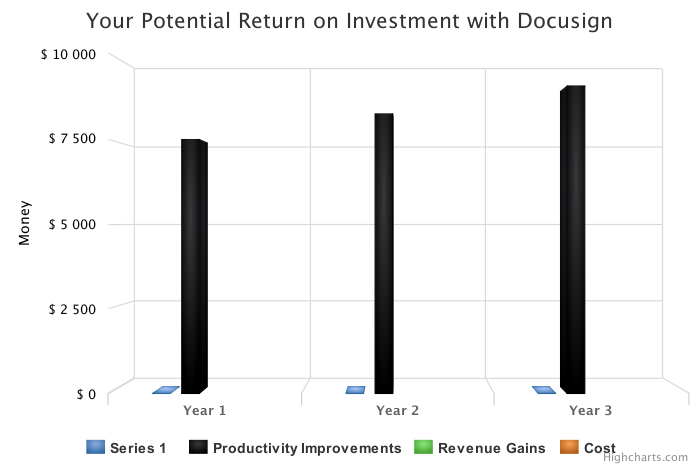 Your Potential Return on Investment with Docusign
$ 10 000
$ 7 500
$ 5 000
$ 2 500
$ 0
Money
Year 1
Year 2
Year 3
Series 1
Productivity Improvements
Revenue Gains
Cost
Highcharts.com